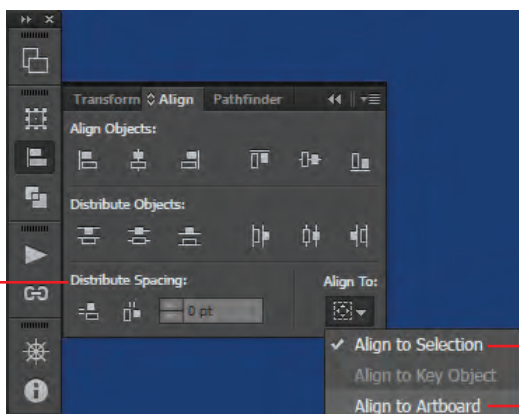 Transform Align Pathfinder
Align Objects:
Distribute Objects:
Distribute Spacing:
Align To:
0 pt
Align to Selection
Align to Key Object
Align to Artboard